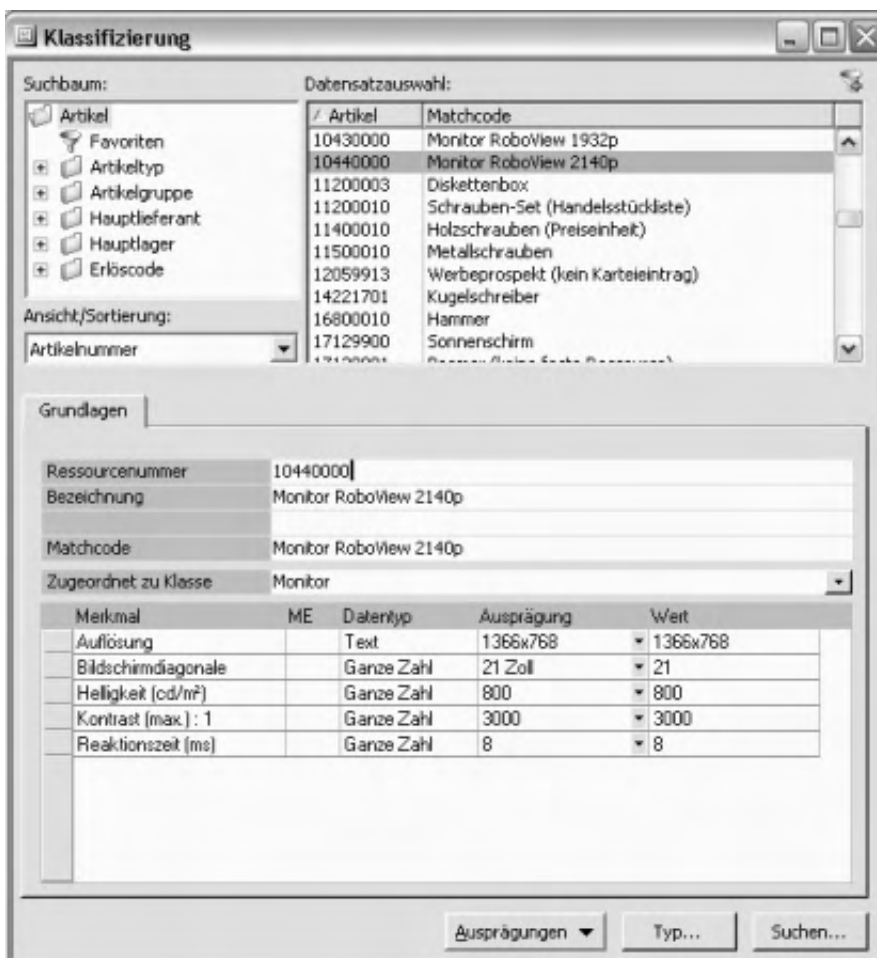 Klassifizierung
Suchbaum:
Artikel
Favoriten
Artikeltyp
Artikelgruppe
Hauptlieferant
Hauptlager
Erlöscode
Ansicht/Sortierung:
Artikelnummer
Datensatzauswahl:
Artikel Matchcode
10430000 Monitor RoboView 1932p
10440000 Monitor RoboView 2140p
11200003 Diskettenbox
11200010 Schrauben-Set (Handelsstückliste)
11400010 Holzschrauben (Preiseinheit)
11500010 Metallschrauben
12059913 Werbeprospekt (kein Karteieintrag)
14221701 Kugelschreiber
16800010 Hammer
17129900 Sonnenschirm
Grundlagen
Ressourcenummer 10440000
Bezeichnung Monitor RoboView 2140p
Matchcode Monitor RoboView 2140p
Zugeordnet zu Klasse Monitor
Merkmal ME Datentyp Ausprägung Wert
Auflösung Text 1366x768 1366x768
Bildschirmdiagonale Ganze Zahl 21 Zoll 21
Helligkeit (cd/m²) Ganze Zahl 800 800
Kontrast (max.) : 1 Ganze Zahl 3000 3000
Reaktionszeit (ms) Ganze Zahl 8 8
Ausprägungen Typ... Suchen...